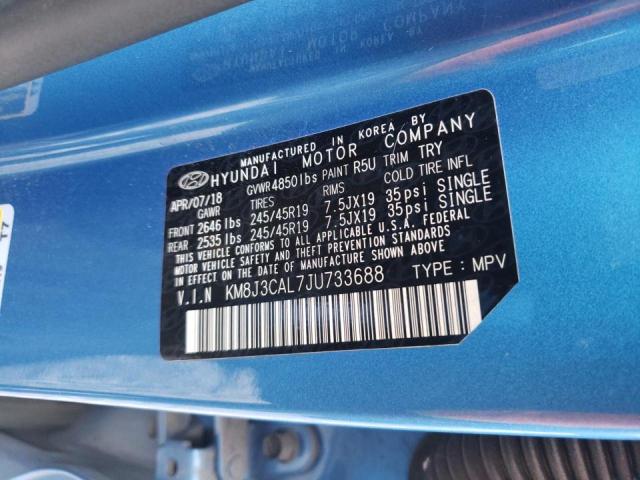 MANUFACTURED IN KOREA BY
HYUNDAI MOTOR COMPANY
APR/07/18 GVWR 4850lbs PAINT R5U TRIM TRY
GAWR TIRES RIMS COLD TIRE INFL
FRONT 2646 lbs 245/45R19 7.5JX19 35psi SINGLE
REAR 2535 lbs 245/45R19 7.5JX19 35psi SINGLE
THIS VEHICLE CONFORMS TO ALL APPLICABLE U.S.A. FEDERAL
MOTOR VEHICLE SAFETY AND THEFT PREVENTION STANDARDS
IN EFFECT ON THE DATE OF MANUFACTURE SHOWN ABOVE.
V.I.N KM8J3CAL7JU733688 TYPE : MPV